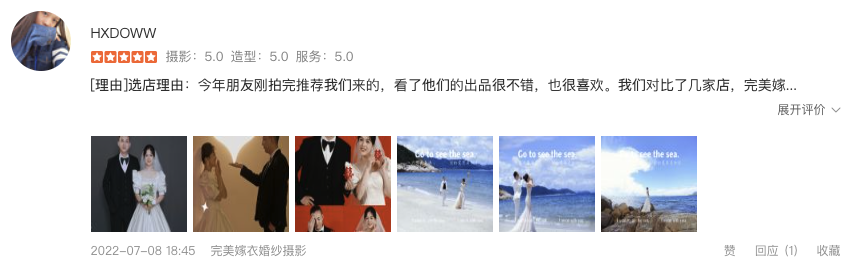 HXDOWW
摄影：5.0 造型：5.0 服务：5.0
[理由]选店理由：今年朋友刚拍完推荐我们来的，看了他们的出品很不错，也很喜欢。我们对比了几家店，完美嫁...
展开评价
Go to see the sea.
Go to see the sea.
Go to see the sea.
2022-07-08 18:45 完美嫁衣婚纱摄影
赞 回应 (1) 收藏